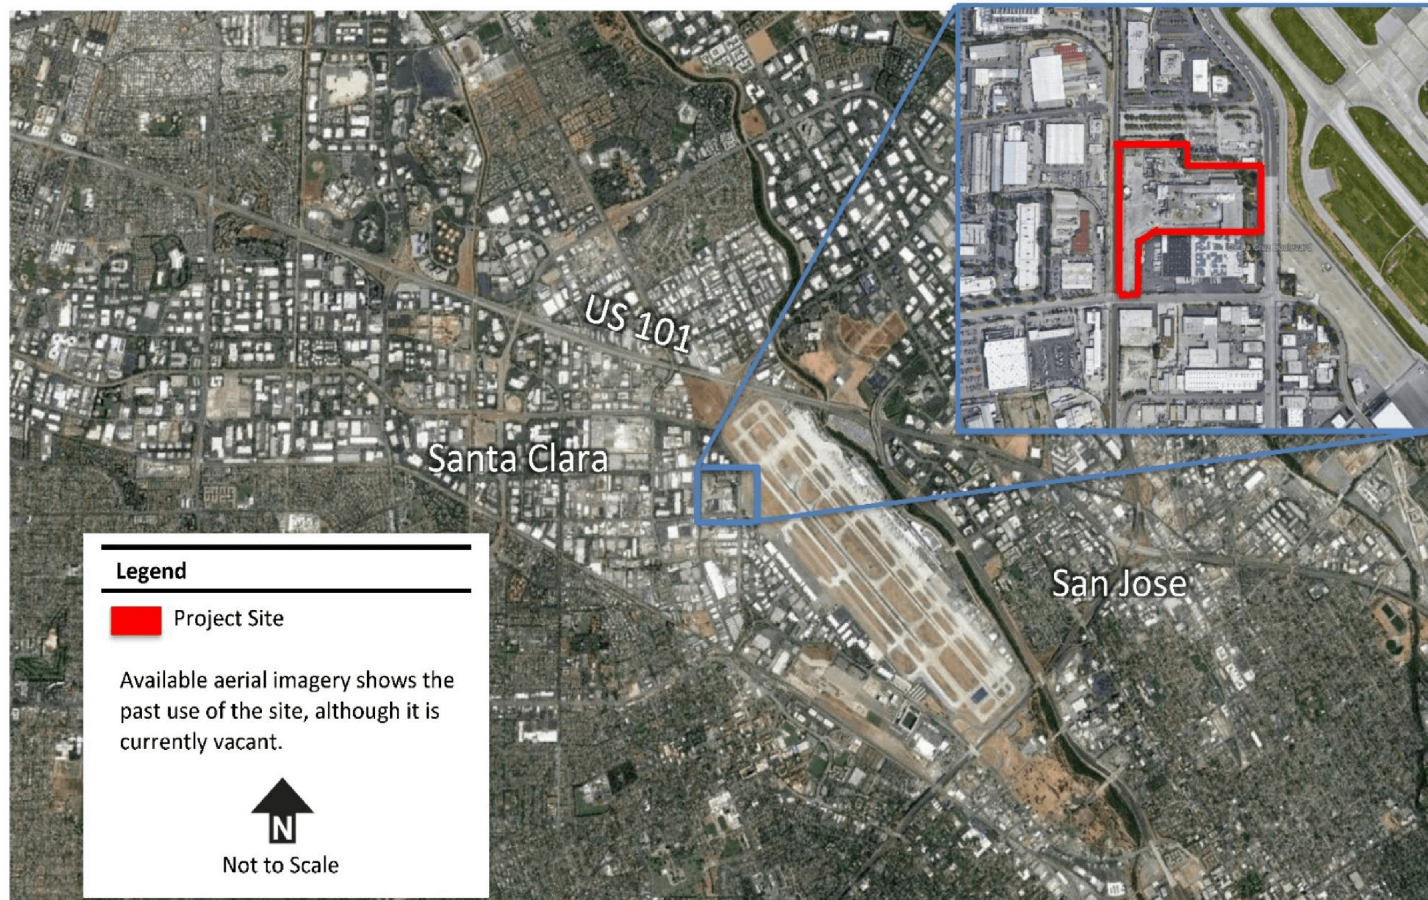 US 101
Santa Clara
San Jose
Legend
Project Site
Available aerial imagery shows the
past use of the site, although it is
currently vacant.
N
Not to Scale